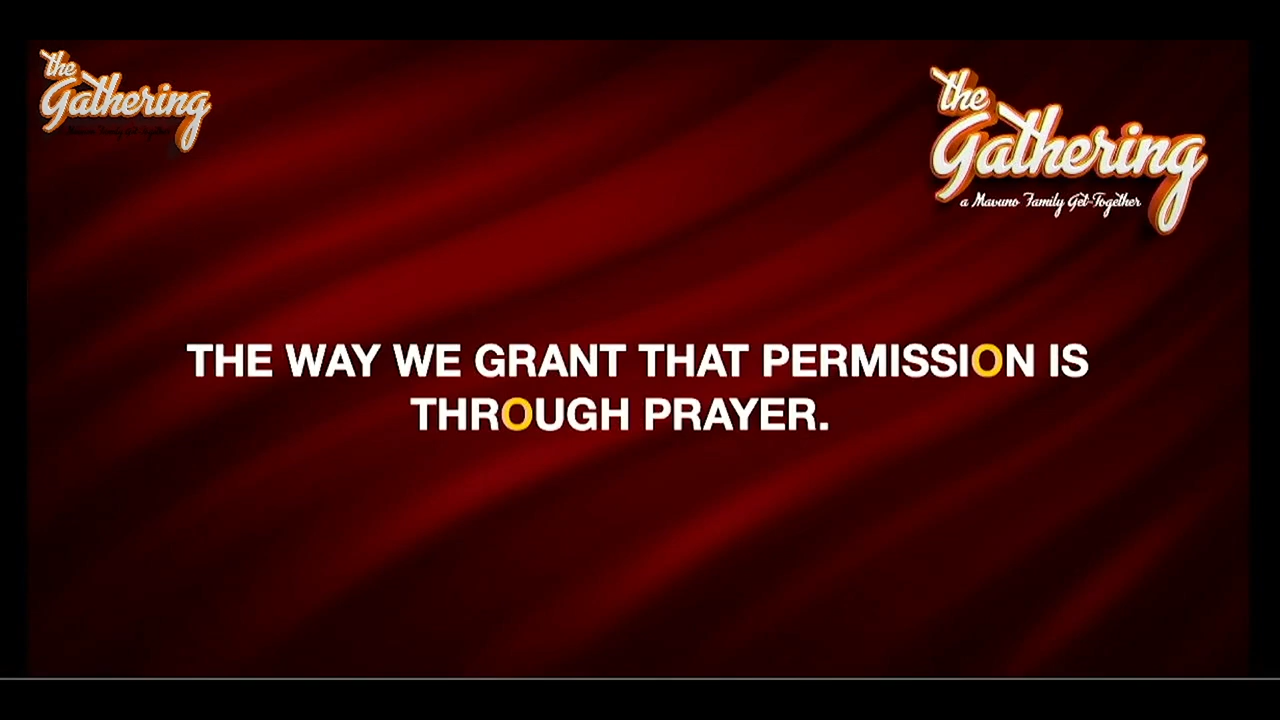 the
Gathering
the
Gathering
a Mavuno Family Get-Together
THE WAY WE GRANT THAT PERMISSION IS
THROUGH PRAYER.